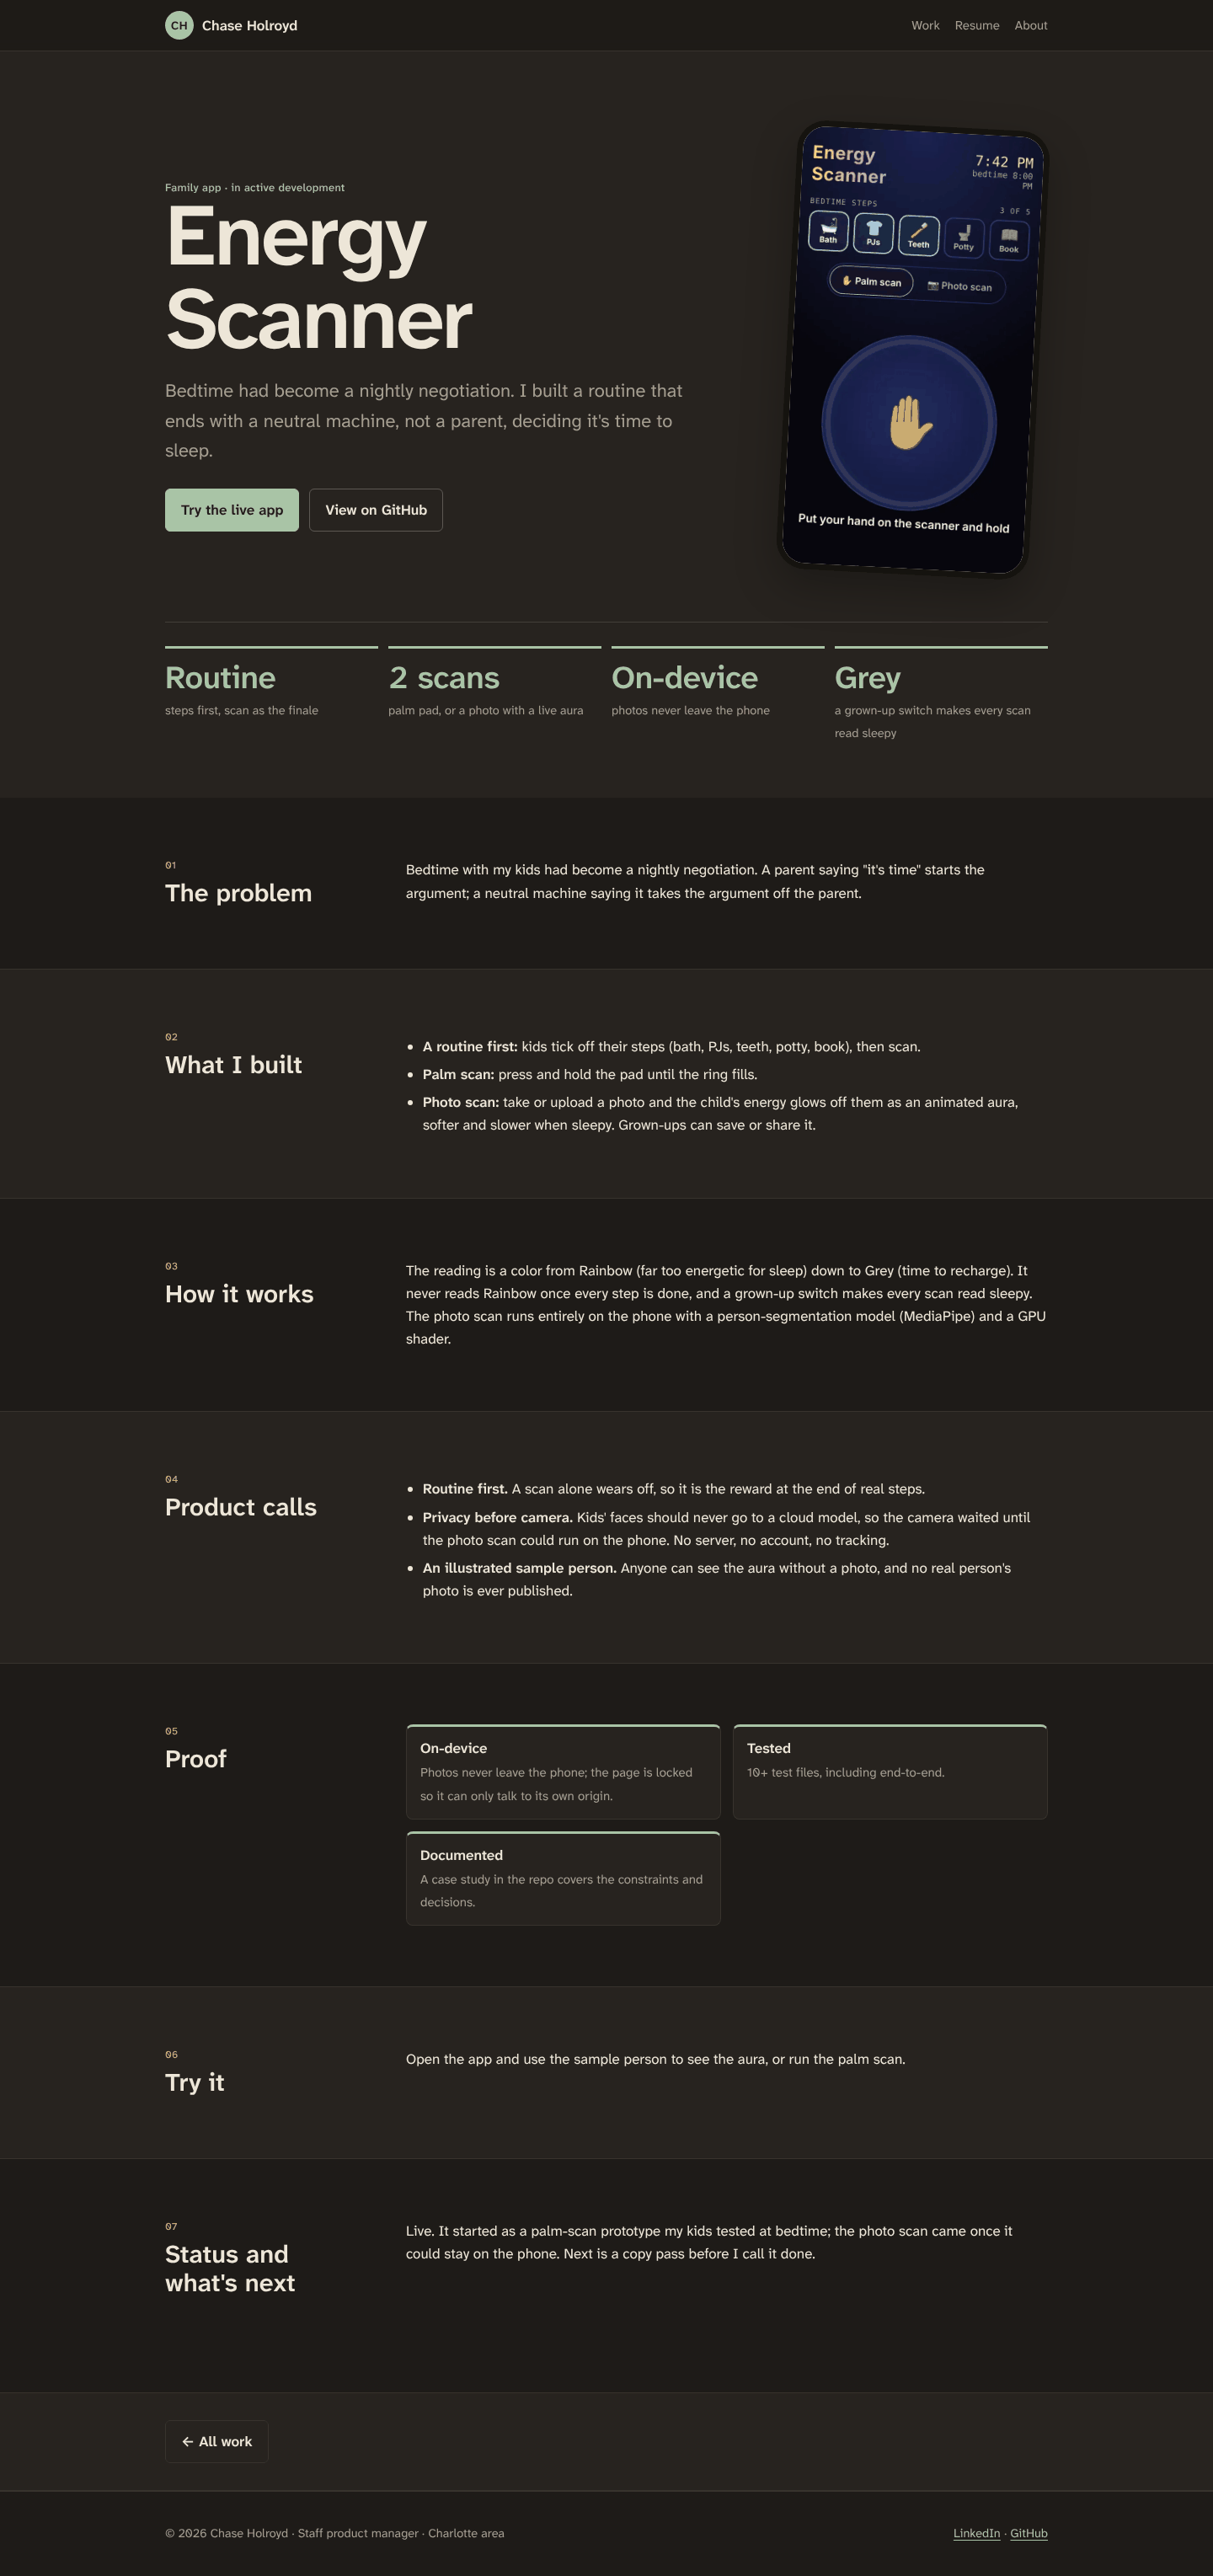 CH Chase Holroyd
Work Resume About
Family app · in active development
Energy
Scanner
Bedtime had become a nightly negotiation. I built a routine that
ends with a neutral machine, not a parent, deciding it's time to
sleep.
Try the live app
View on GitHub
Energy
Scanner
7:42 PM
bedtime 8:00
PM
BEDTIME STEPS
3 OF 5
Bath
PJs
Teeth
Potty
Book
Palm scan
Photo scan
Put your hand on the scanner and hold
Routine
steps first, scan as the finale
2 scans
palm pad, or a photo with a live aura
On-device
photos never leave the phone
Grey
a grown-up switch makes every scan
read sleepy
01
The problem
Bedtime with my kids had become a nightly negotiation. A parent saying "it's time" starts the
argument; a neutral machine saying it takes the argument off the parent.
02
What I built
• A routine first: kids tick off their steps (bath, PJs, teeth, potty, book), then scan.
• Palm scan: press and hold the pad until the ring fills.
• Photo scan: take or upload a photo and the child's energy glows off them as an animated aura,
softer and slower when sleepy. Grown-ups can save or share it.
03
How it works
The reading is a color from Rainbow (far too energetic for sleep) down to Grey (time to recharge). It
never reads Rainbow once every step is done, and a grown-up switch makes every scan read sleepy.
The photo scan runs entirely on the phone with a person-segmentation model (MediaPipe) and a GPU
shader.
04
Product calls
• Routine first. A scan alone wears off, so it is the reward at the end of real steps.
• Privacy before camera. Kids' faces should never go to a cloud model, so the camera waited until
the photo scan could run on the phone. No server, no account, no tracking.
• An illustrated sample person. Anyone can see the aura without a photo, and no real person's
photo is ever published.
05
Proof
On-device
Photos never leave the phone; the page is locked
so it can only talk to its own origin.
Tested
10+ test files, including end-to-end.
Documented
A case study in the repo covers the constraints and
decisions.
06
Try it
Open the app and use the sample person to see the aura, or run the palm scan.
07
Status and
what's next
Live. It started as a palm-scan prototype my kids tested at bedtime; the photo scan came once it
could stay on the phone. Next is a copy pass before I call it done.
← All work
© 2026 Chase Holroyd · Staff product manager · Charlotte area
LinkedIn · GitHub